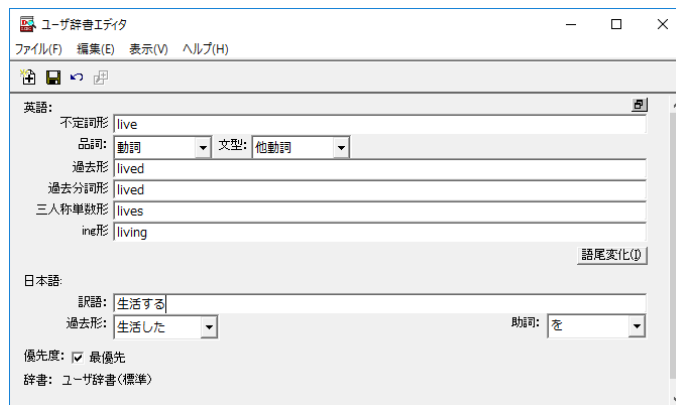 ユーザ辞書エディタ
ファイル(F) 編集(E) 表示(V) ヘルプ(H)
英語:
不定詞形 live
品詞: 動詞 文型: 他動詞
過去形 lived
過去分詞形 lived
三人称単数形 lives
ing形 living
語尾変化(I)
日本語:
訳語: 生活する
過去形: 生活した 助詞: を
優先度: 最優先
辞書: ユーザ辞書(標準)